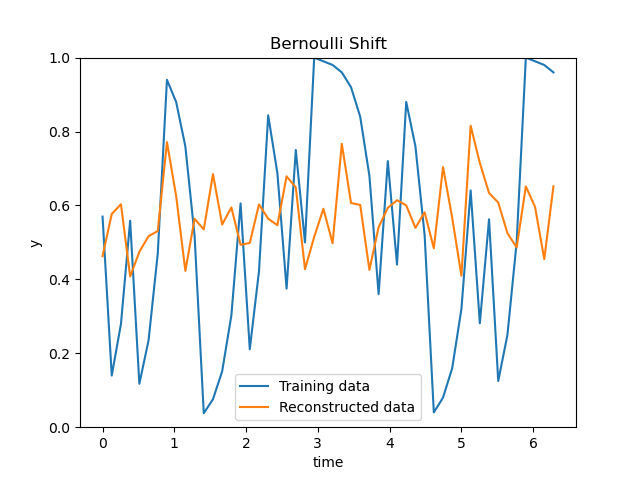 Bernoulli Shift
1.0
0.8
0.6
0.4
0.2
0.0
y
Training data
Reconstructed data
0 1 2 3 4 5 6
time